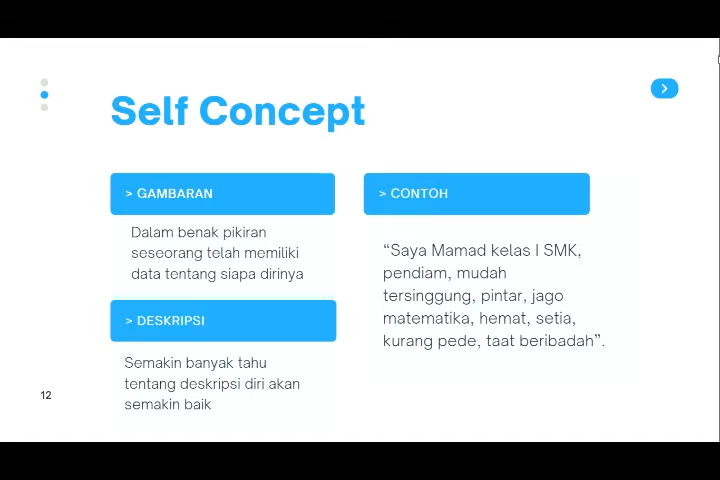 Self Concept
> GAMBARAN
Dalam benak pikiran
seseorang telah memiliki
data tentang siapa dirinya
> DESKRIPSI
Semakin banyak tahu
tentang deskripsi diri akan
semakin baik
> CONTOH
“Saya Mamad kelas I SMK,
pendiam, mudah
tersinggung, pintar, jago
matematika, hemat, setia,
kurang pede, taat beribadah”.
12